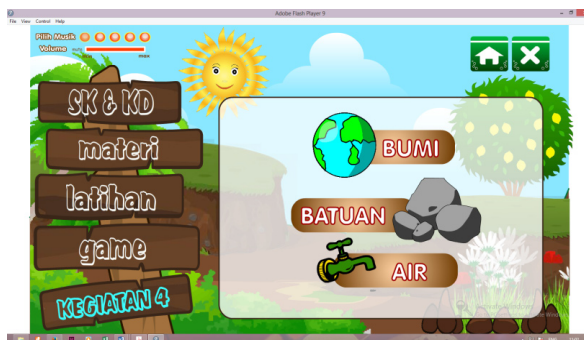 Adobe Flash Player 9
File View Control Help
Pilih Musik
Volume
max
SK & KD
materi
latihan
game
KEGIATAN 4
BUMI
BATUAN
AIR